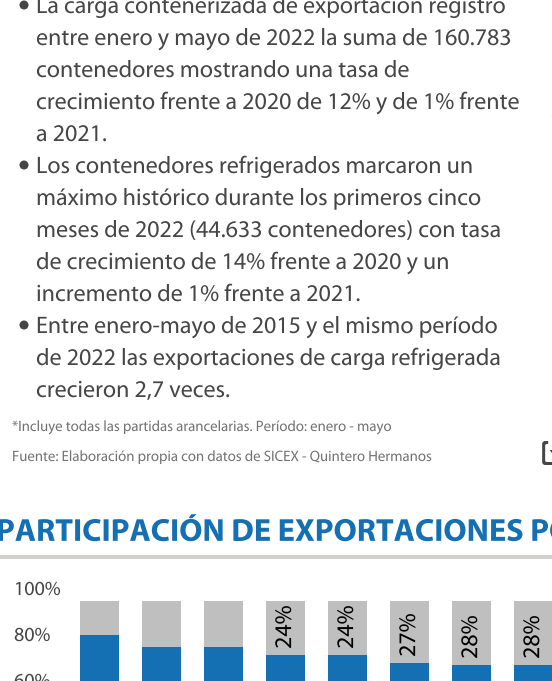 • La carga contenerizada de exportación registró
entre enero y mayo de 2022 la suma de 160.783
contenedores mostrando una tasa de
crecimiento frente a 2020 de 12% y de 1% frente
a 2021.
• Los contenedores refrigerados marcaron un
máximo histórico durante los primeros cinco
meses de 2022 (44.633 contenedores) con tasa
de crecimiento de 14% frente a 2020 y un
incremento de 1% frente a 2021.
• Entre enero-mayo de 2015 y el mismo período
de 2022 las exportaciones de carga refrigerada
crecieron 2,7 veces.
*Incluye todas las partidas arancelarias. Período: enero - mayo
Fuente: Elaboración propia con datos de SICEX - Quintero Hermanos
PARTICIPACIÓN DE EXPORTACIONES
100%
80%
24% 24% 27% 28% 28%
60%